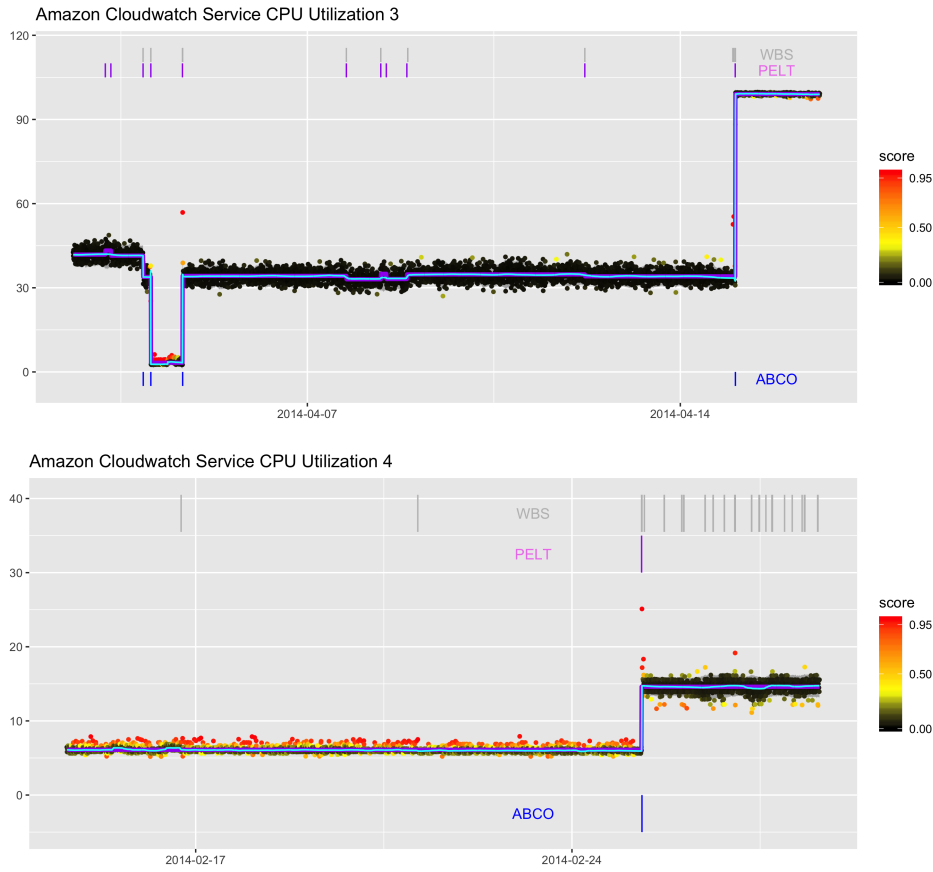 Amazon Cloudwatch Service CPU Utilization 3
120
90
60
30
0
WBS
PELT
ABCO
2014-04-07
2014-04-14
score
0.95
0.50
0.00
Amazon Cloudwatch Service CPU Utilization 4
40
30
20
10
0
WBS
PELT
ABCO
2014-02-17
2014-02-24
score
0.95
0.50
0.00